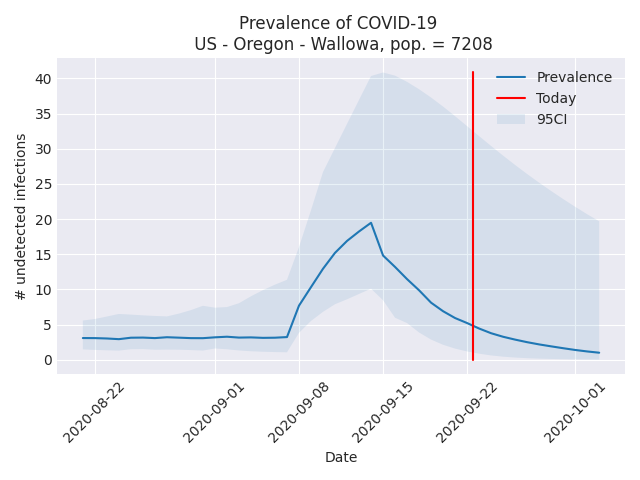 Prevalence of COVID-19
US - Oregon - Wallowa, pop. = 7208
Prevalence
Today
95CI
# undetected infections
40
35
30
25
20
15
10
5
0
2020-08-22
2020-09-01
2020-09-08
2020-09-15
2020-09-22
2020-10-01
Date